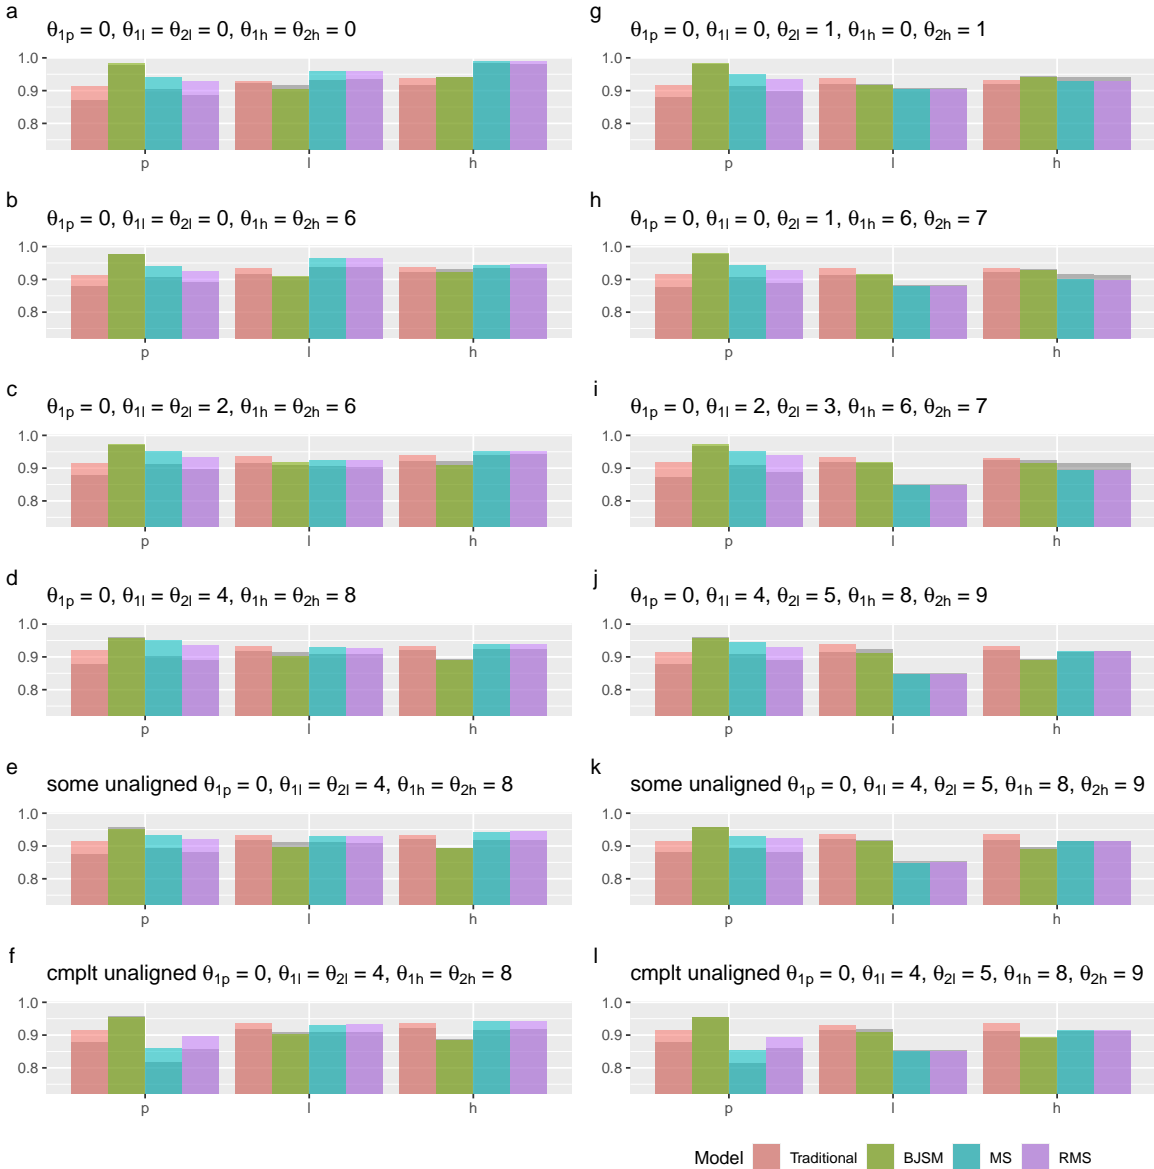 a
θ1p = 0, θ1l = θ2l = 0, θ1h = θ2h = 0
1.0
0.9
0.8
p l h
b
θ1p = 0, θ1l = θ2l = 0, θ1h = θ2h = 6
1.0
0.9
0.8
p l h
c
θ1p = 0, θ1l = θ2l = 2, θ1h = θ2h = 6
1.0
0.9
0.8
p l h
d
θ1p = 0, θ1l = θ2l = 4, θ1h = θ2h = 8
1.0
0.9
0.8
p l h
e
some unaligned θ1p = 0, θ1l = θ2l = 4, θ1h = θ2h = 8
1.0
0.9
0.8
p l h
f
cmplt unaligned θ1p = 0, θ1l = θ2l = 4, θ1h = θ2h = 8
1.0
0.9
0.8
p l h
g
θ1p = 0, θ1l = 0, θ2l = 1, θ1h = 0, θ2h = 1
1.0
0.9
0.8
p l h
h
θ1p = 0, θ1l = 0, θ2l = 1, θ1h = 6, θ2h = 7
1.0
0.9
0.8
p l h
i
θ1p = 0, θ1l = 2, θ2l = 3, θ1h = 6, θ2h = 7
1.0
0.9
0.8
p l h
j
θ1p = 0, θ1l = 4, θ2l = 5, θ1h = 8, θ2h = 9
1.0
0.9
0.8
p l h
k
some unaligned θ1p = 0, θ1l = 4, θ2l = 5, θ1h = 8, θ2h = 9
1.0
0.9
0.8
p l h
l
cmplt unaligned θ1p = 0, θ1l = 4, θ2l = 5, θ1h = 8, θ2h = 9
1.0
0.9
0.8
p l h
Model Traditional BJSM MS RMS